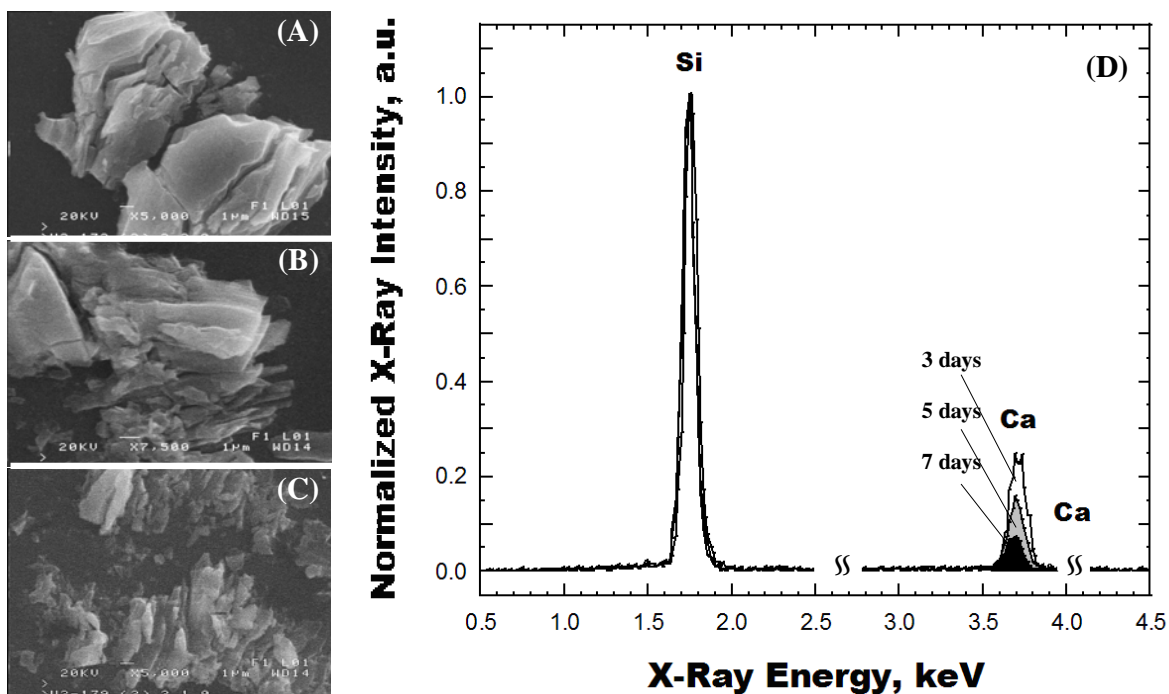 (A)
F1 L01
20KV X5,000 1μm WD15
(B)
F1 L01
20KV X7,500 1μm WD14
(C)
20KV X5,000 1μm WD15
Normalized X-Ray Intensity, a.u.
(D)
Si
1.0
0.8
0.6
0.4
0.2
0.0
3 days
5 days
7 days
Ca
Ca
0.5 1.0 1.5 2.0 2.5 3.0 3.5 4.0 4.5
X-Ray Energy, keV